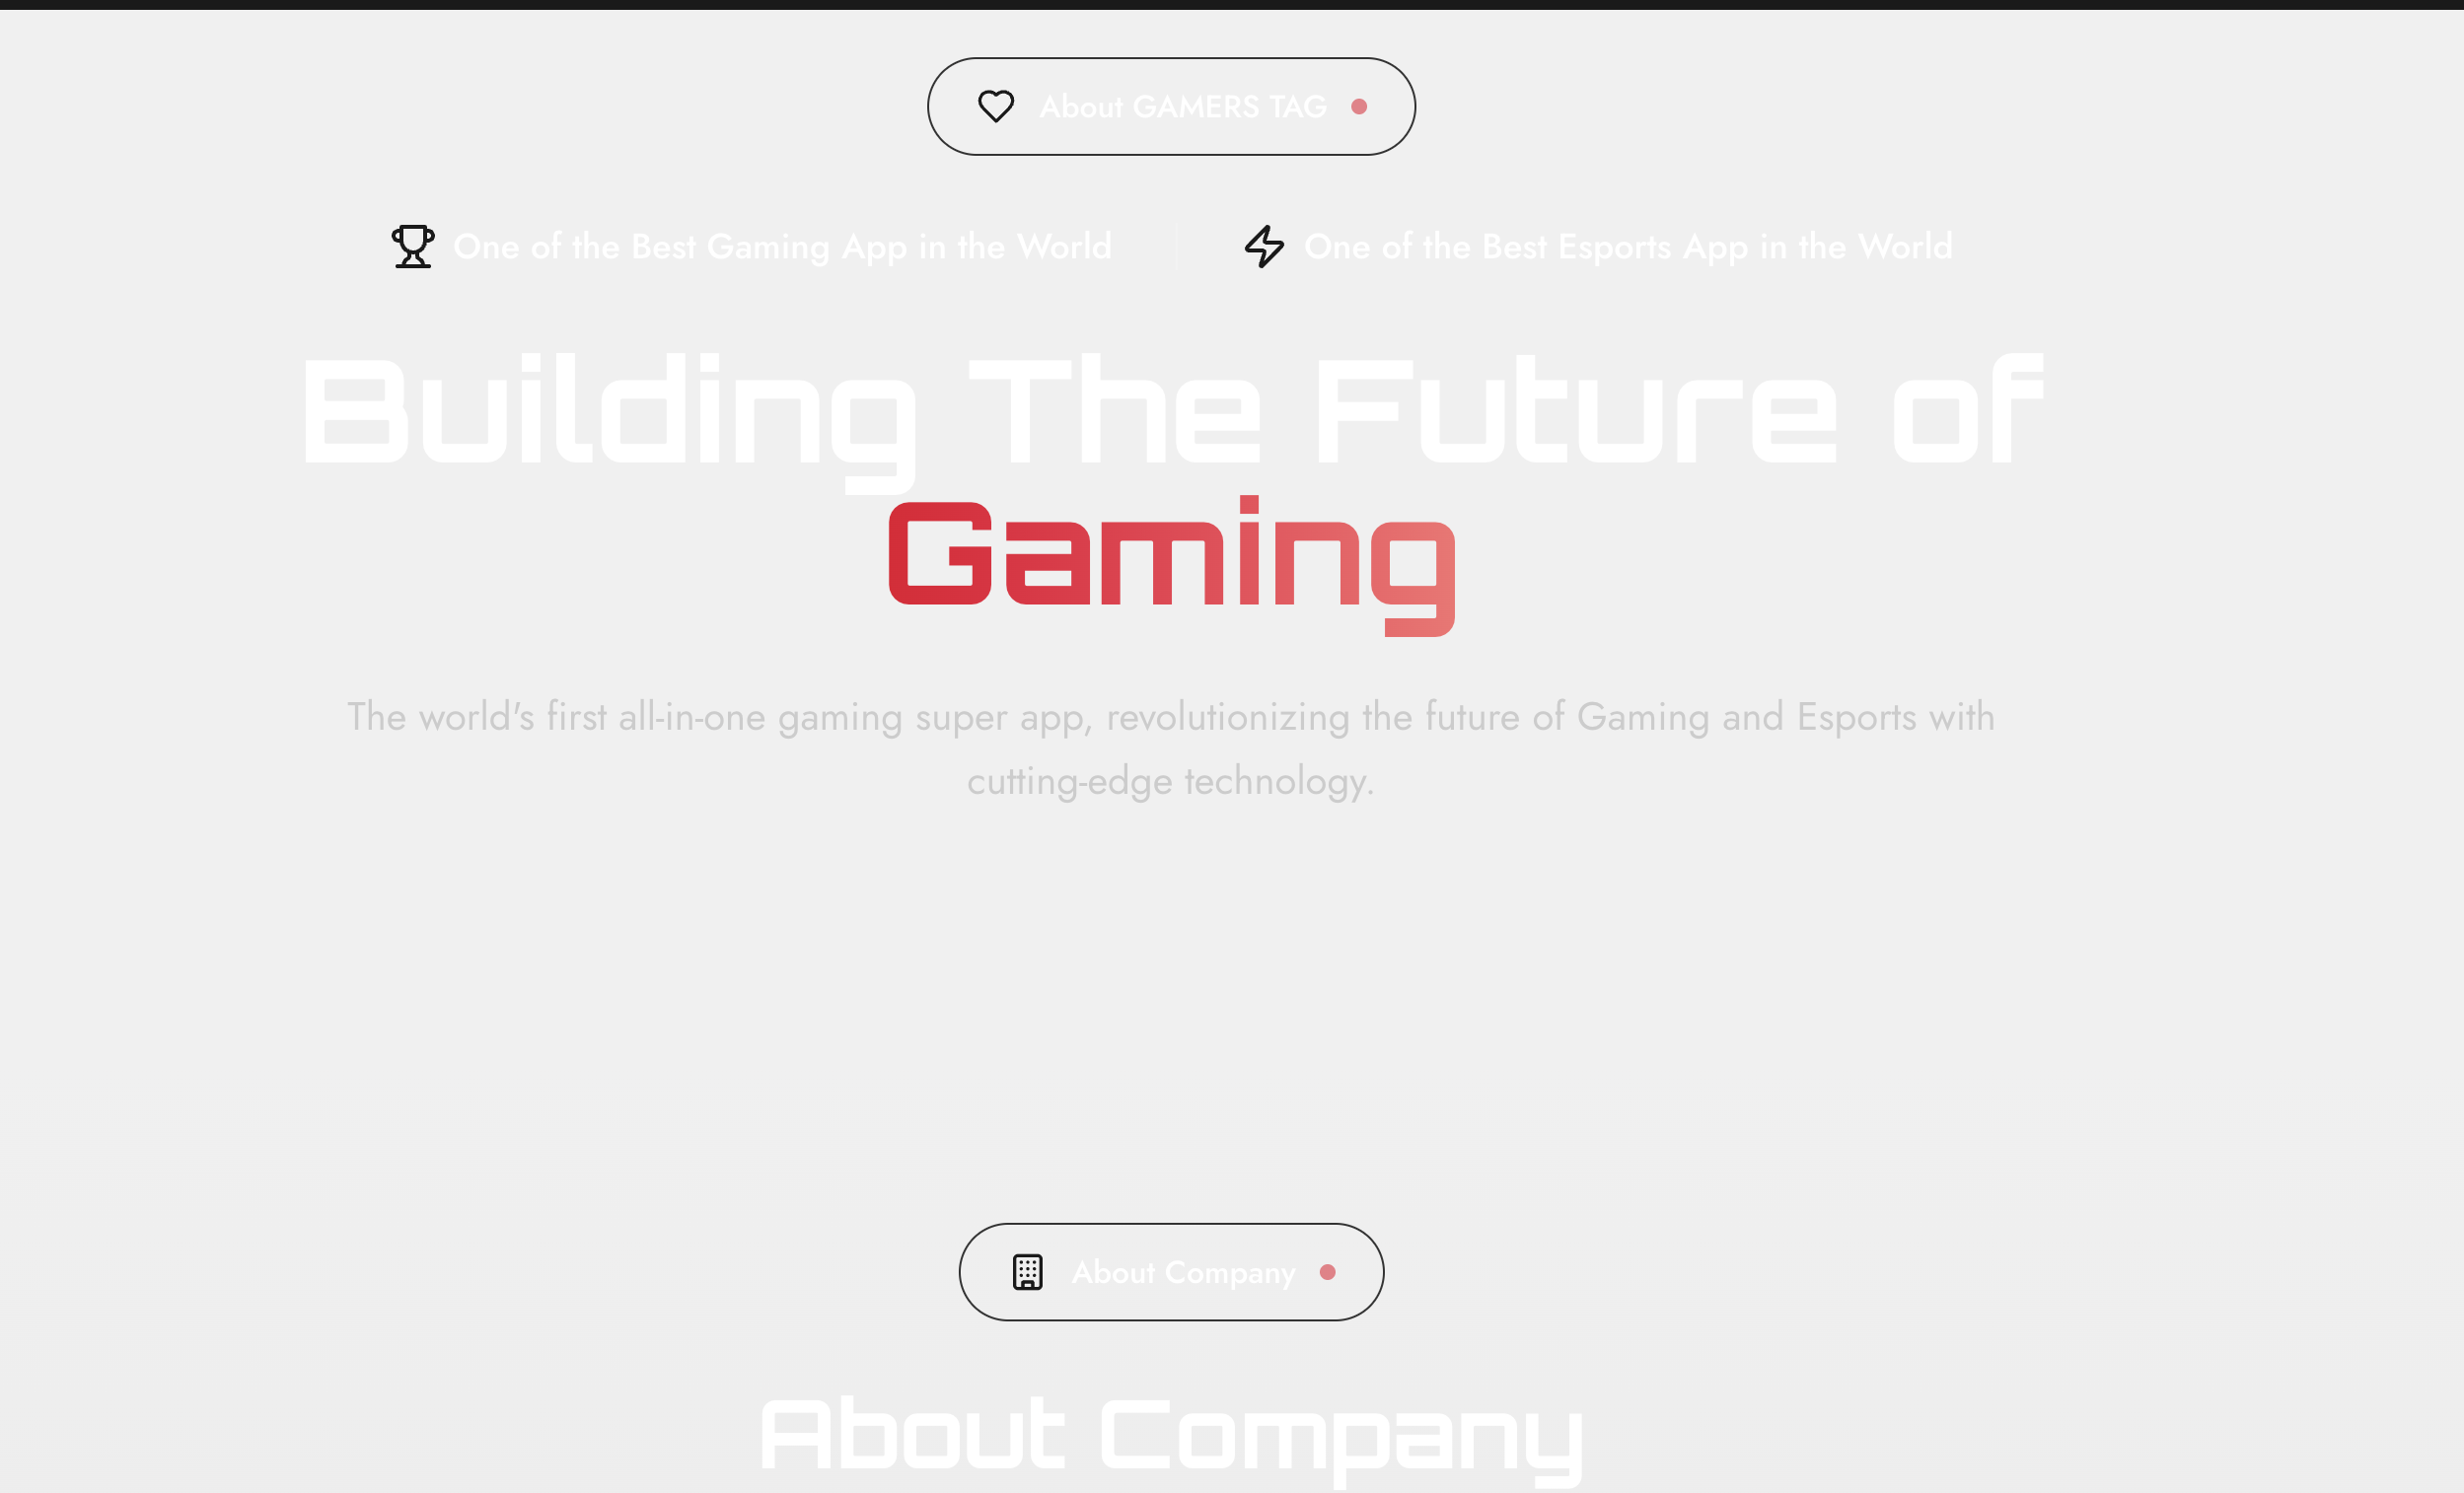 About GAMERS TAG
One of the Best Gaming App in the World
One of the Best Esports App in the World
Building The Future of
Gaming
The world's first all-in-one gaming super app, revolutionizing the future of Gaming and Esports with
cutting-edge technology.
About Company
About Company